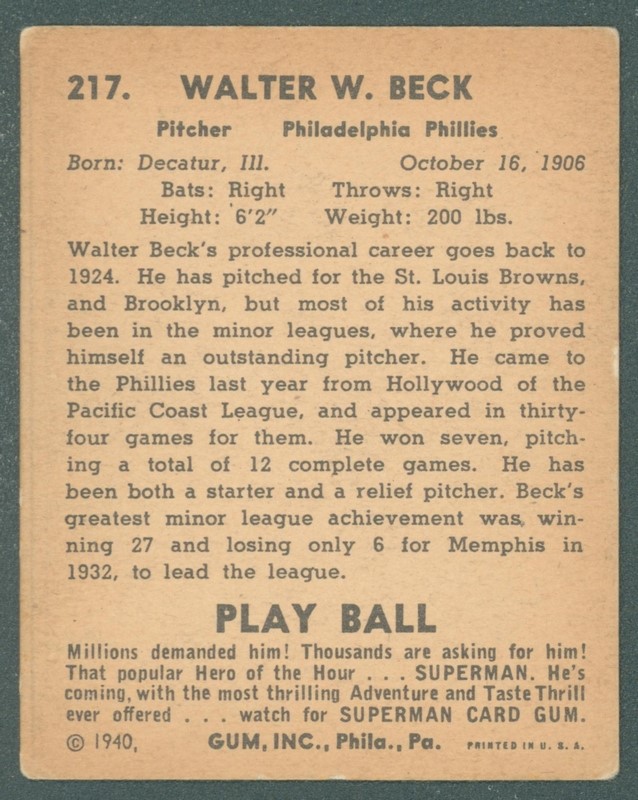 217. WALTER W. BECK
Pitcher Philadelphia Phillies
Born: Decatur, Ill. October 16, 1906
Bats: Right Throws: Right
Height: 6'2" Weight: 200 lbs.
Walter Beck's professional career goes back to
1924. He has pitched for the St. Louis Browns,
and Brooklyn, but most of his activity has
been in the minor leagues, where he proved
himself an outstanding pitcher. He came to
the Phillies last year from Hollywood of the
Pacific Coast League, and appeared in thirty-
four games for them. He won seven, pitch-
ing a total of 12 complete games. He has
been both a starter and a relief pitcher. Beck's
greatest minor league achievement was, win-
ning 27 and losing only 6 for Memphis in
1932, to lead the league.
PLAY BALL
Millions demanded him! Thousands are asking for him!
That popular Hero of the Hour . . . SUPERMAN. He's
coming, with the most thrilling Adventure and Taste Thrill
ever offered . . . watch for SUPERMAN CARD GUM.
© 1940, GUM, INC., Phila., Pa. PRINTED IN U. S. A.